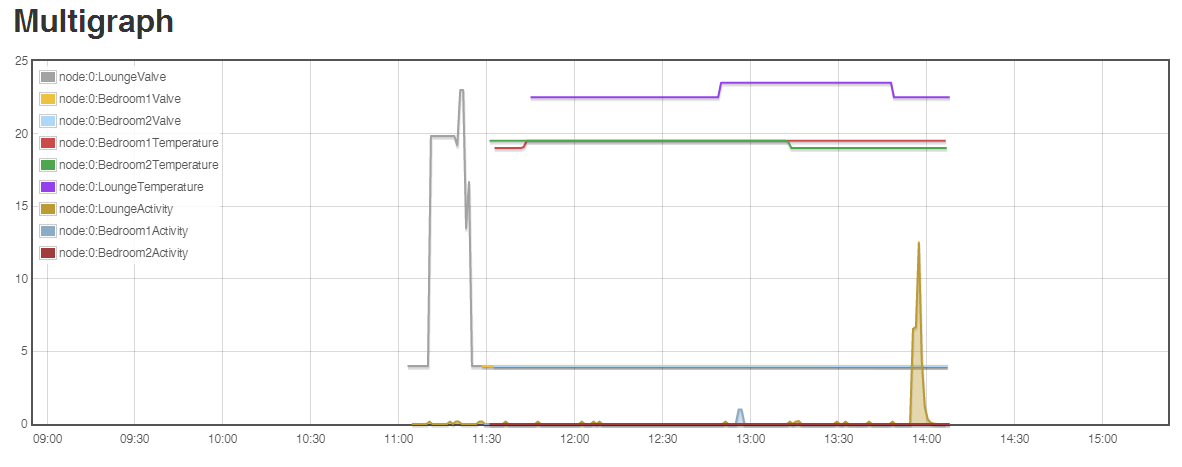 Multigraph
25
20
15
10
5
0
node:0:LoungeValve
node:0:Bedroom1Valve
node:0:Bedroom2Valve
node:0:Bedroom1Temperature
node:0:Bedroom2Temperature
node:0:LoungeTemperature
node:0:LoungeActivity
node:0:Bedroom1Activity
node:0:Bedroom2Activity
09:00 09:30 10:00 10:30 11:00 11:30 12:00 12:30 13:00 13:30 14:00 14:30 15:00